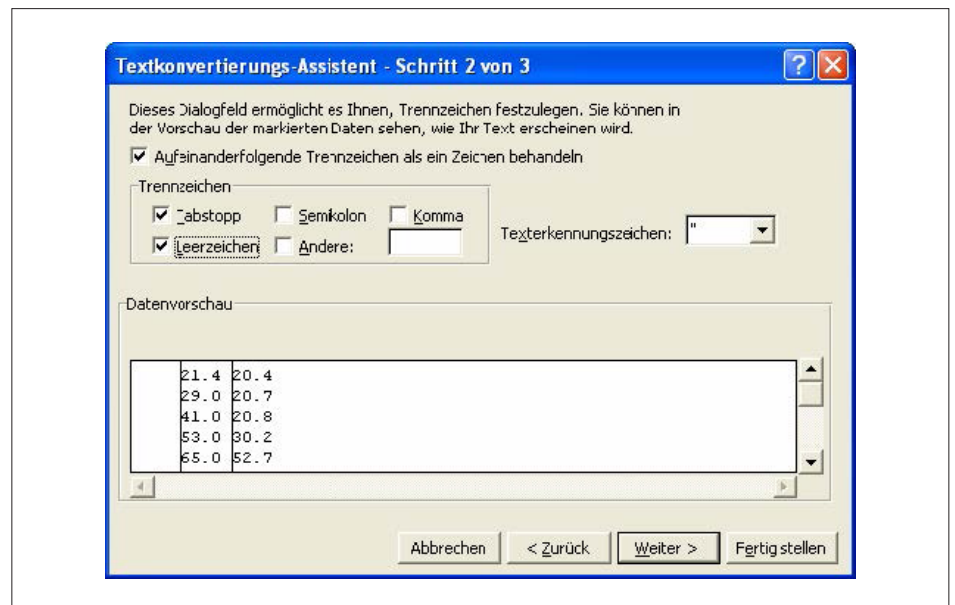 Textkonvertierungs-Assistent - Schritt 2 von 3
Dieses Dialogfeld ermöglicht es Ihnen, Trennzeichen festzulegen. Sie können in
der Vorschau der markierten Daten sehen, wie Ihr Text erscheinen wird.
Aufeinanderfolgende Trennzeichen als ein Zeichen behandeln
Trennzeichen
Tabstopp Semikolon Komma
Leerzeichen Andere:
Texterkennungszeichen: "
Datenvorschau
21.4 20.4
29.0 20.7
41.0 20.8
53.0 30.2
65.0 52.7
Abbrechen < Zurück Weiter > Fertig stellen